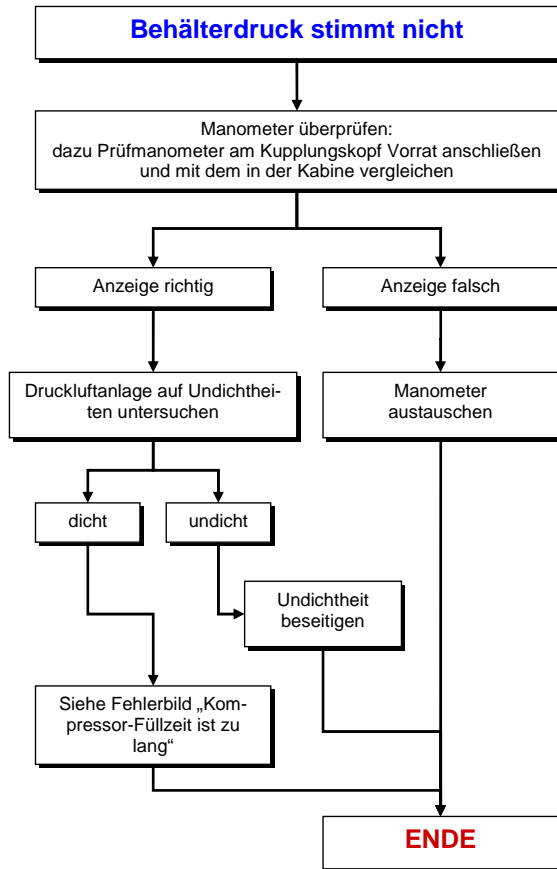 Behälterdruck stimmt nicht
Manometer überprüfen:
dazu Prüfmanometer am Kupplungskopf Vorrat anschließen
und mit dem in der Kabine vergleichen
Anzeige richtig
Anzeige falsch
Druckluftanlage auf Undichthei-
ten untersuchen
Manometer
austauschen
dicht
undicht
Undichtheit
beseitigen
Siehe Fehlerbild „Kom-
pressor-Füllzeit ist zu
lang“
ENDE